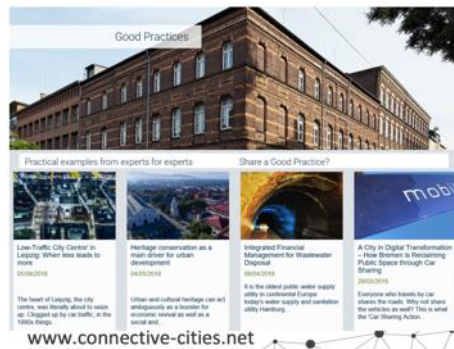 Good Practices
Practical examples from experts for experts
Share a Good Practice?
mobi
Low-Traffic City Centre' in
Leipzig: When less leads to
more
05/09/2019
The head of Leipzig, the city
centre, was literally about to seize
up. Clogged up by car traffic, in the
1990s things...
Heritage conservation as a
main driver for urban
development
04/05/2019
Urban and cultural heritage can act
ambiguously as a booster for
economic revival as well as a
social and...
Integrated Financial
Management for Wastewater
Disposal
It is the oldest public water supply
utility in continental Europe:
today's water supply and sanitation
utility Hamburg...
A City in Digital Transformation
– How Bremen is Reclaiming
Public Space through Car
Sharing
Everyone who travels by car
shares the roads. Why not share
the vehicles as well? This is what
the 'Car Sharing Action...
www.connective-cities.net